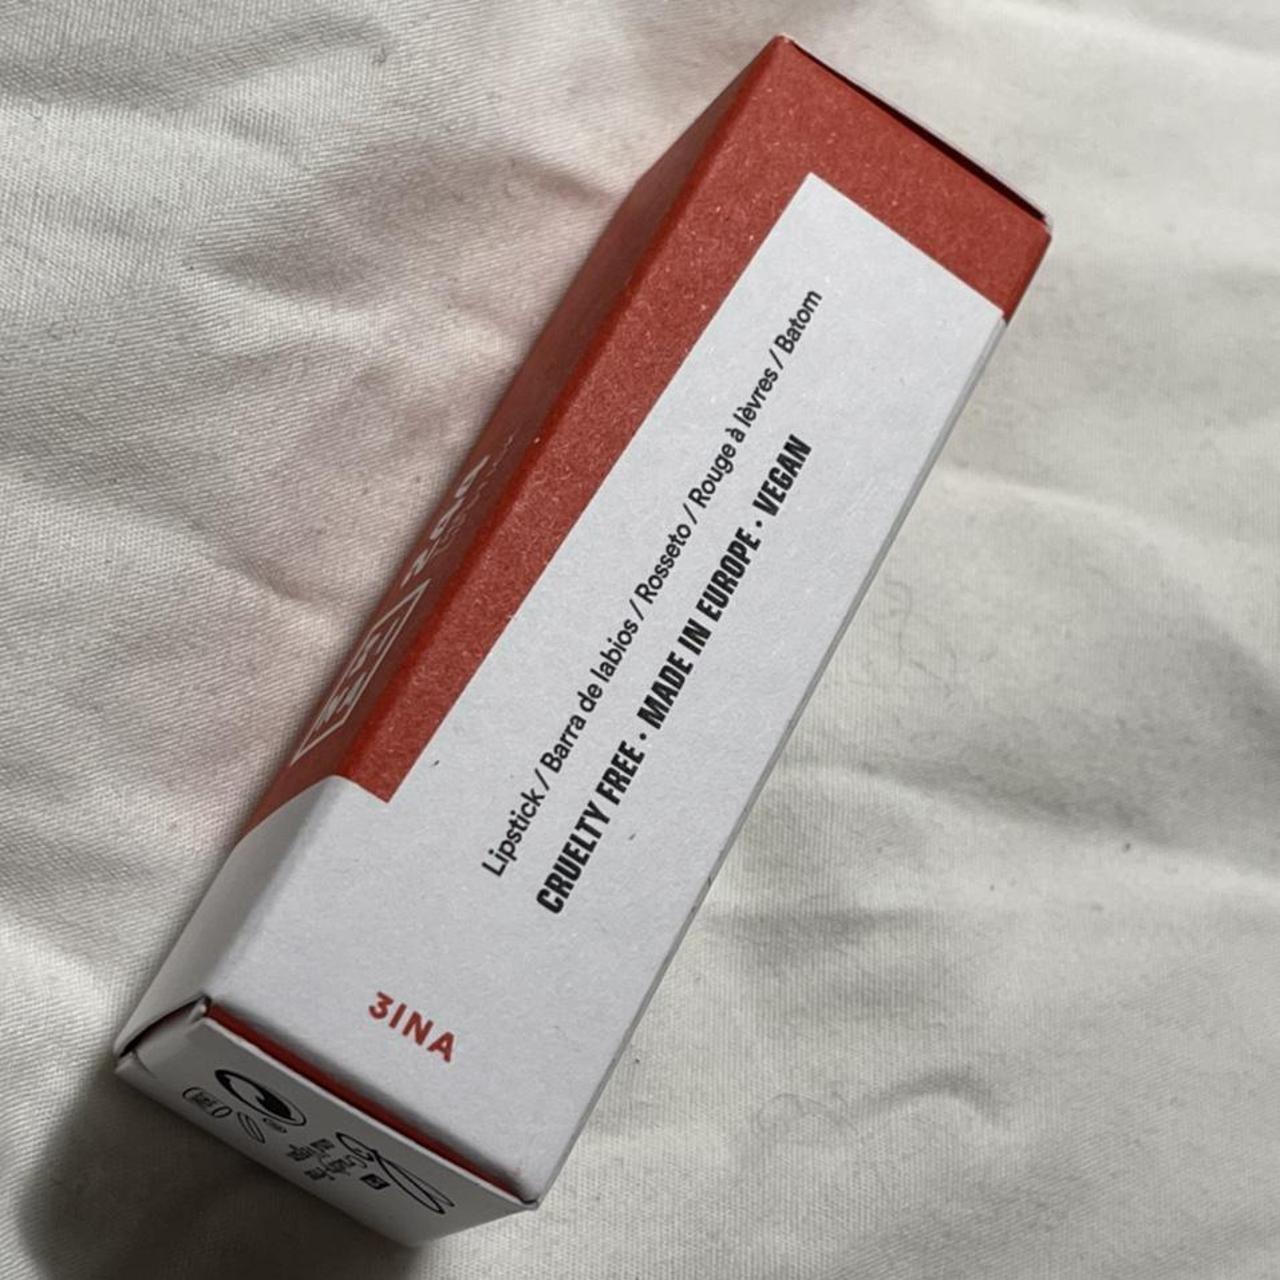 Lipstick / Barra de labios / Rosseto / Rouge à lèvres / Batom
CRUELTY FREE · MADE IN EUROPE · VEGAN
3INA